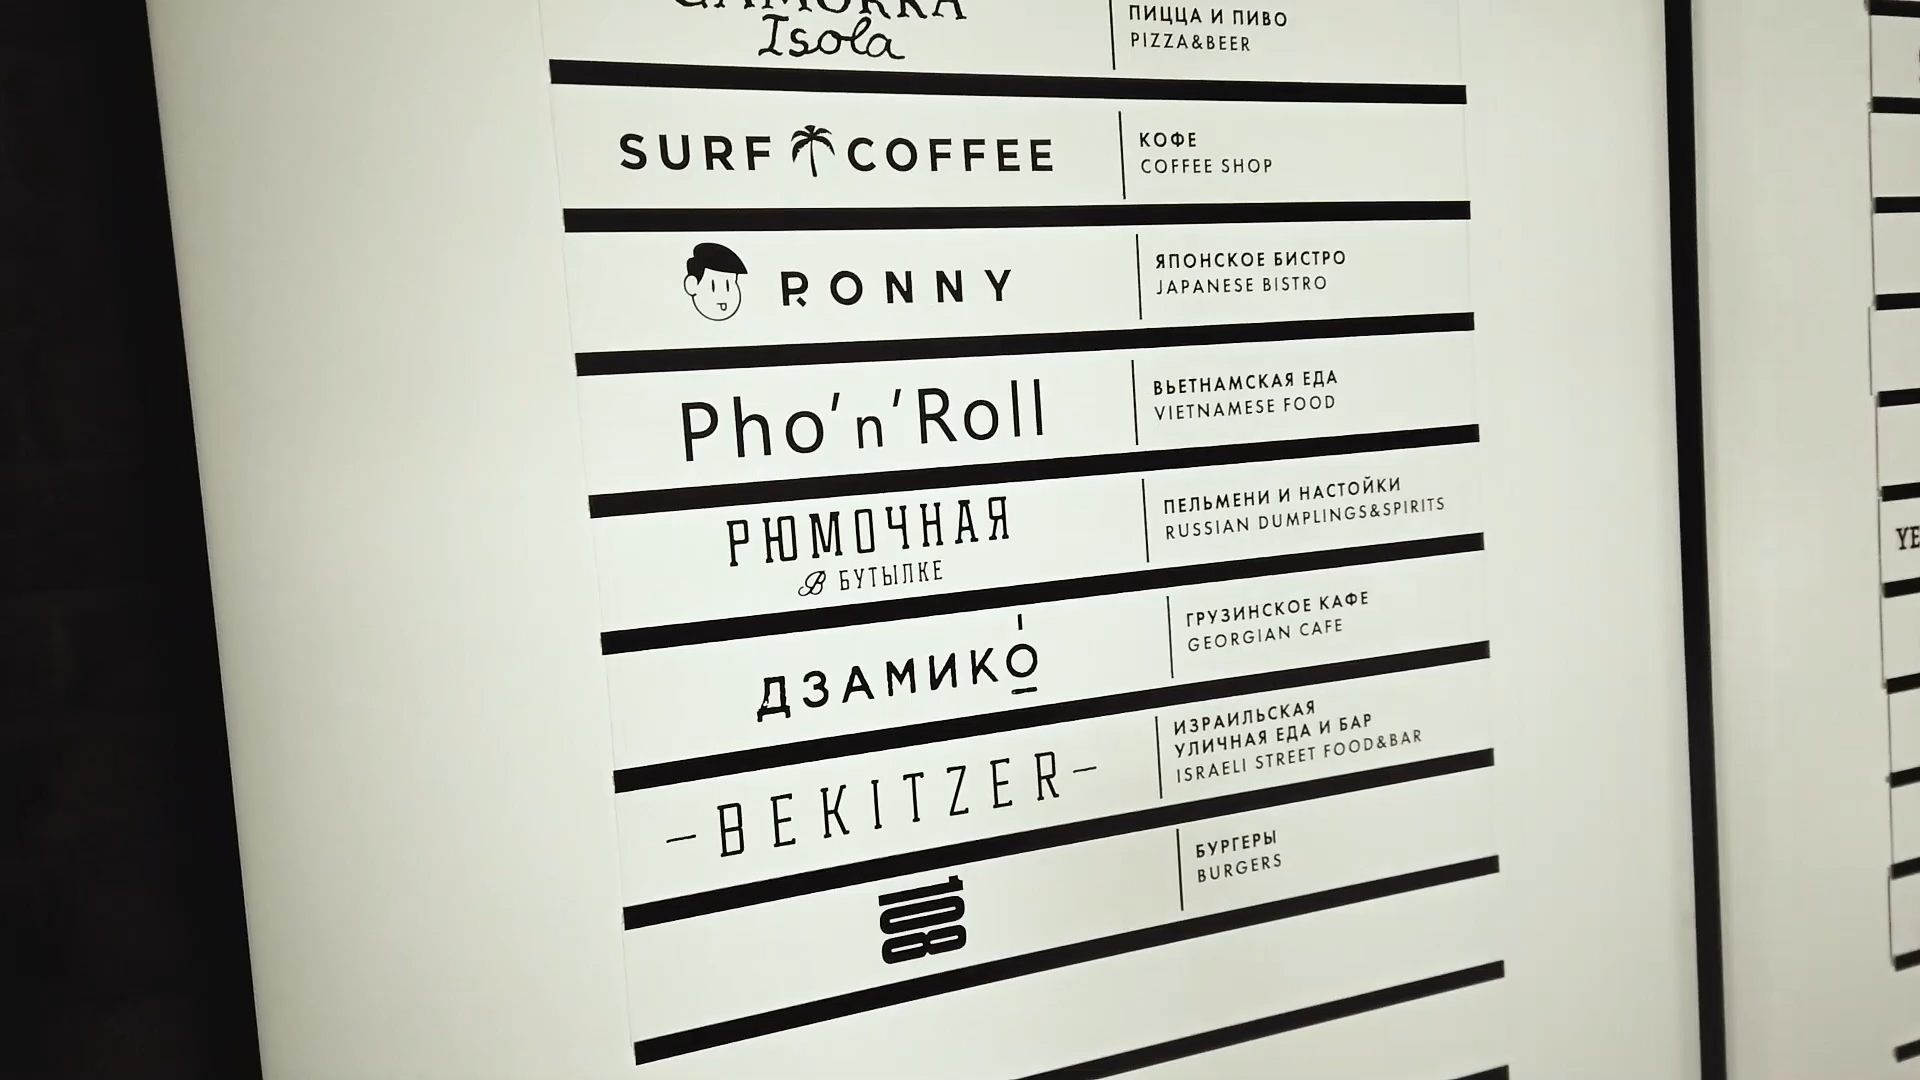 Isola
ПИЦЦА И ПИВО
PIZZA&BEER
SURF COFFEE
КОФЕ
COFFEE SHOP
RONNY
ЯПОНСКОЕ БИСТРО
JAPANESE BISTRO
Pho'n'Roll
ВЬЕТНАМСКАЯ ЕДА
VIETNAMESE FOOD
РЮМОЧНАЯ
В БУТЫЛКЕ
ПЕЛЬМЕНИ И НАСТОЙКИ
RUSSIAN DUMPLINGS&SPIRITS
ДЗАМИКО
ГРУЗИНСКОЕ КАФЕ
GEORGIAN CAFE
–BEKITZER–
ИЗРАИЛЬСКАЯ
УЛИЧНАЯ ЕДА И БАР
ISRAELI STREET FOOD&BAR
108
БУРГЕРЫ
BURGERS